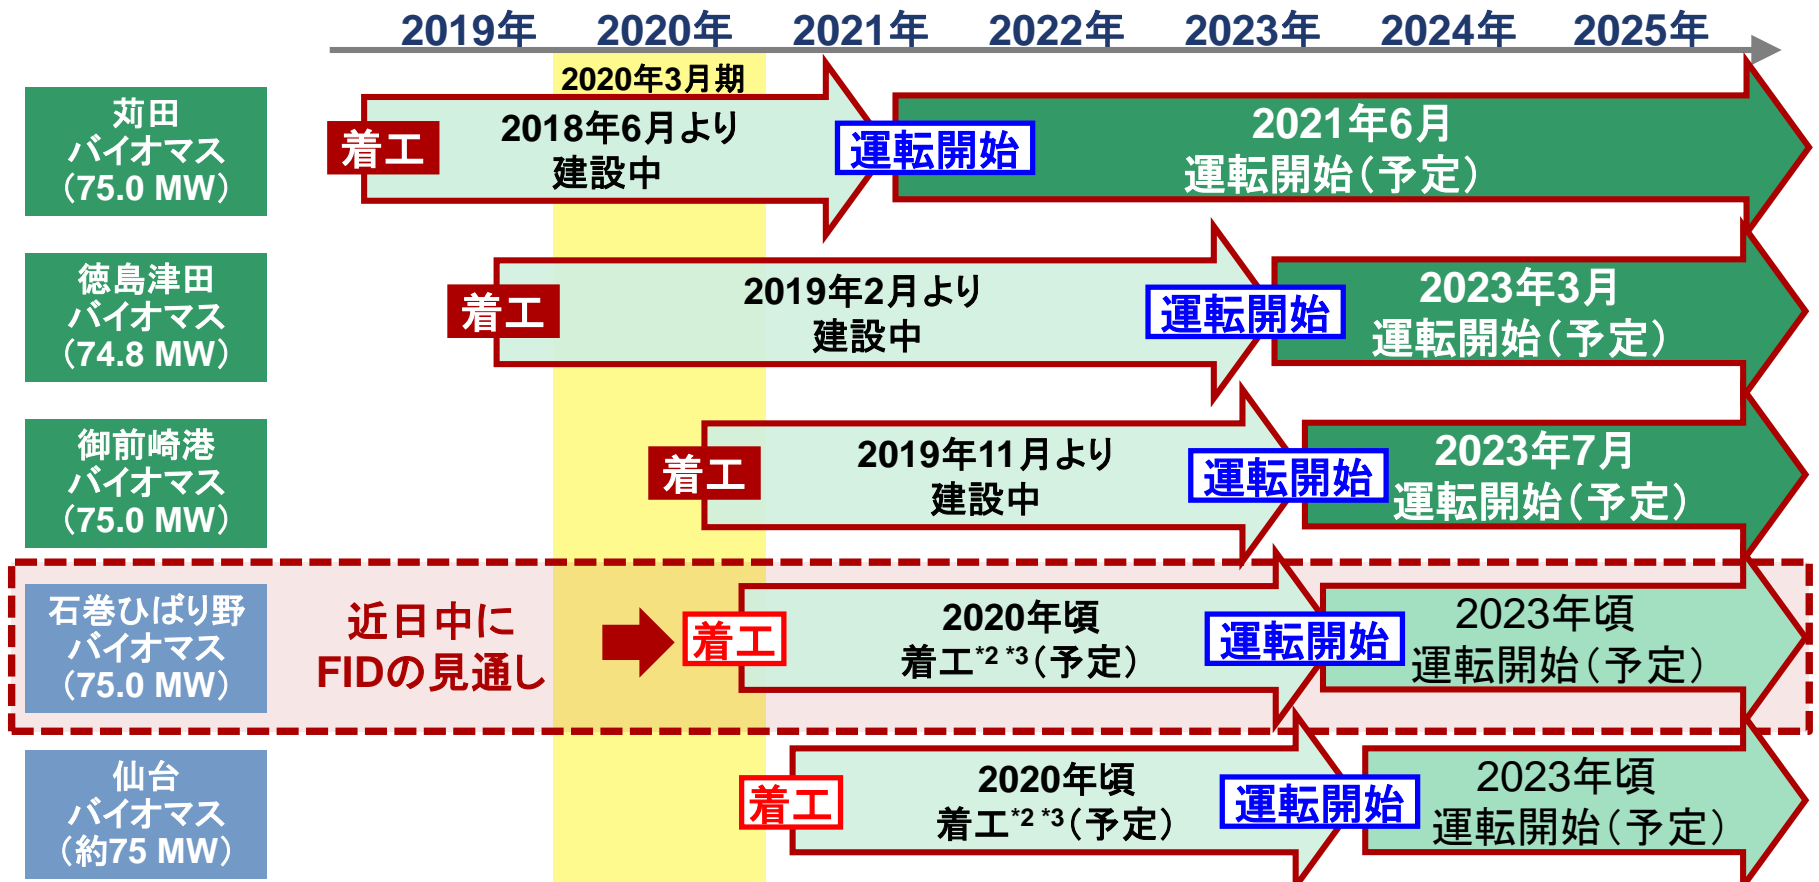 2019年 2020年 2021年 2022年 2023年 2024年 2025年
2020年3月期
苅田
バイオマス
（75.0 MW）
着工
2018年6月より
建設中
運転開始
2021年6月
運転開始（予定）
徳島津田
バイオマス
（74.8 MW）
着工
2019年2月より
建設中
運転開始
2023年3月
運転開始（予定）
御前崎港
バイオマス
（75.0 MW）
着工
2019年11月より
建設中
運転開始
2023年7月
運転開始（予定）
石巻ひばり野
バイオマス
（75.0 MW）
近日中に
FIDの見通し
着工
2020年頃
着工*2 *3（予定）
運転開始
2023年頃
運転開始（予定）
仙台
バイオマス
（約75 MW）
着工
2020年頃
着工*2 *3（予定）
運転開始
2023年頃
運転開始（予定）